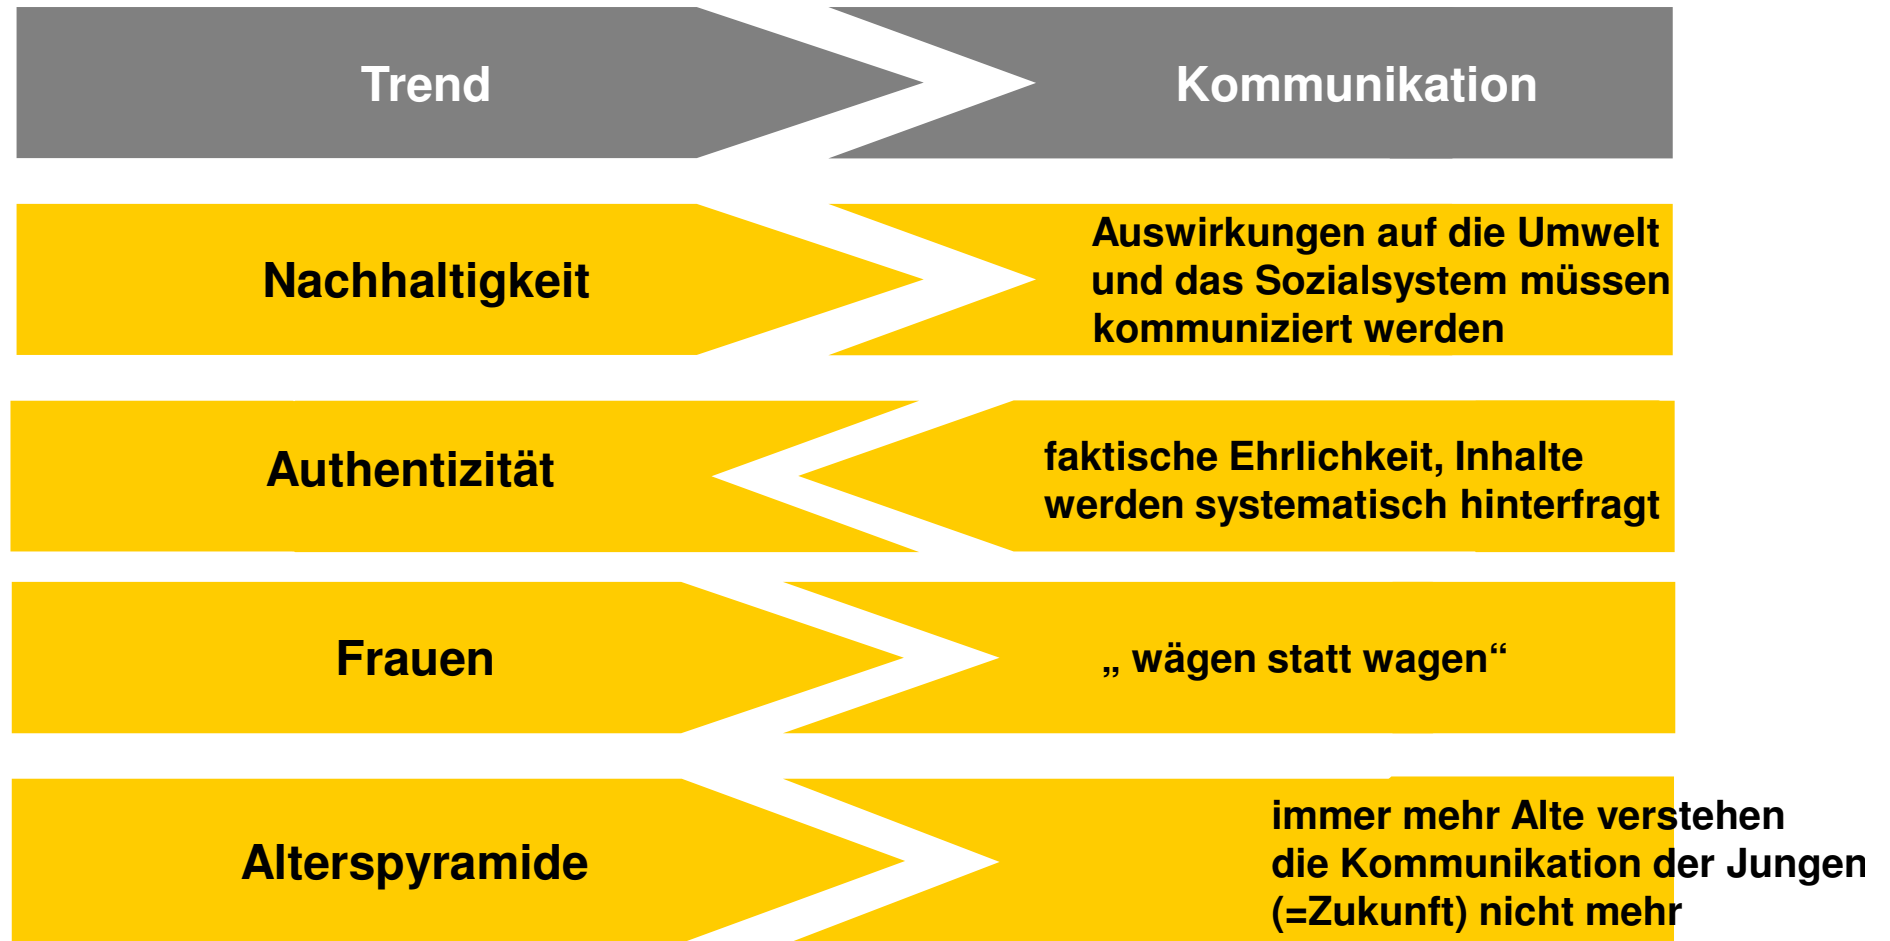 Trend
Kommunikation
Nachhaltigkeit
Auswirkungen auf die Umwelt
und das Sozialsystem müssen
kommuniziert werden
Authentizität
faktische Ehrlichkeit, Inhalte
werden systematisch hinterfragt
Frauen
„ wägen statt wagen“
Alterspyramide
immer mehr Alte verstehen
die Kommunikation der Jungen
(=Zukunft) nicht mehr